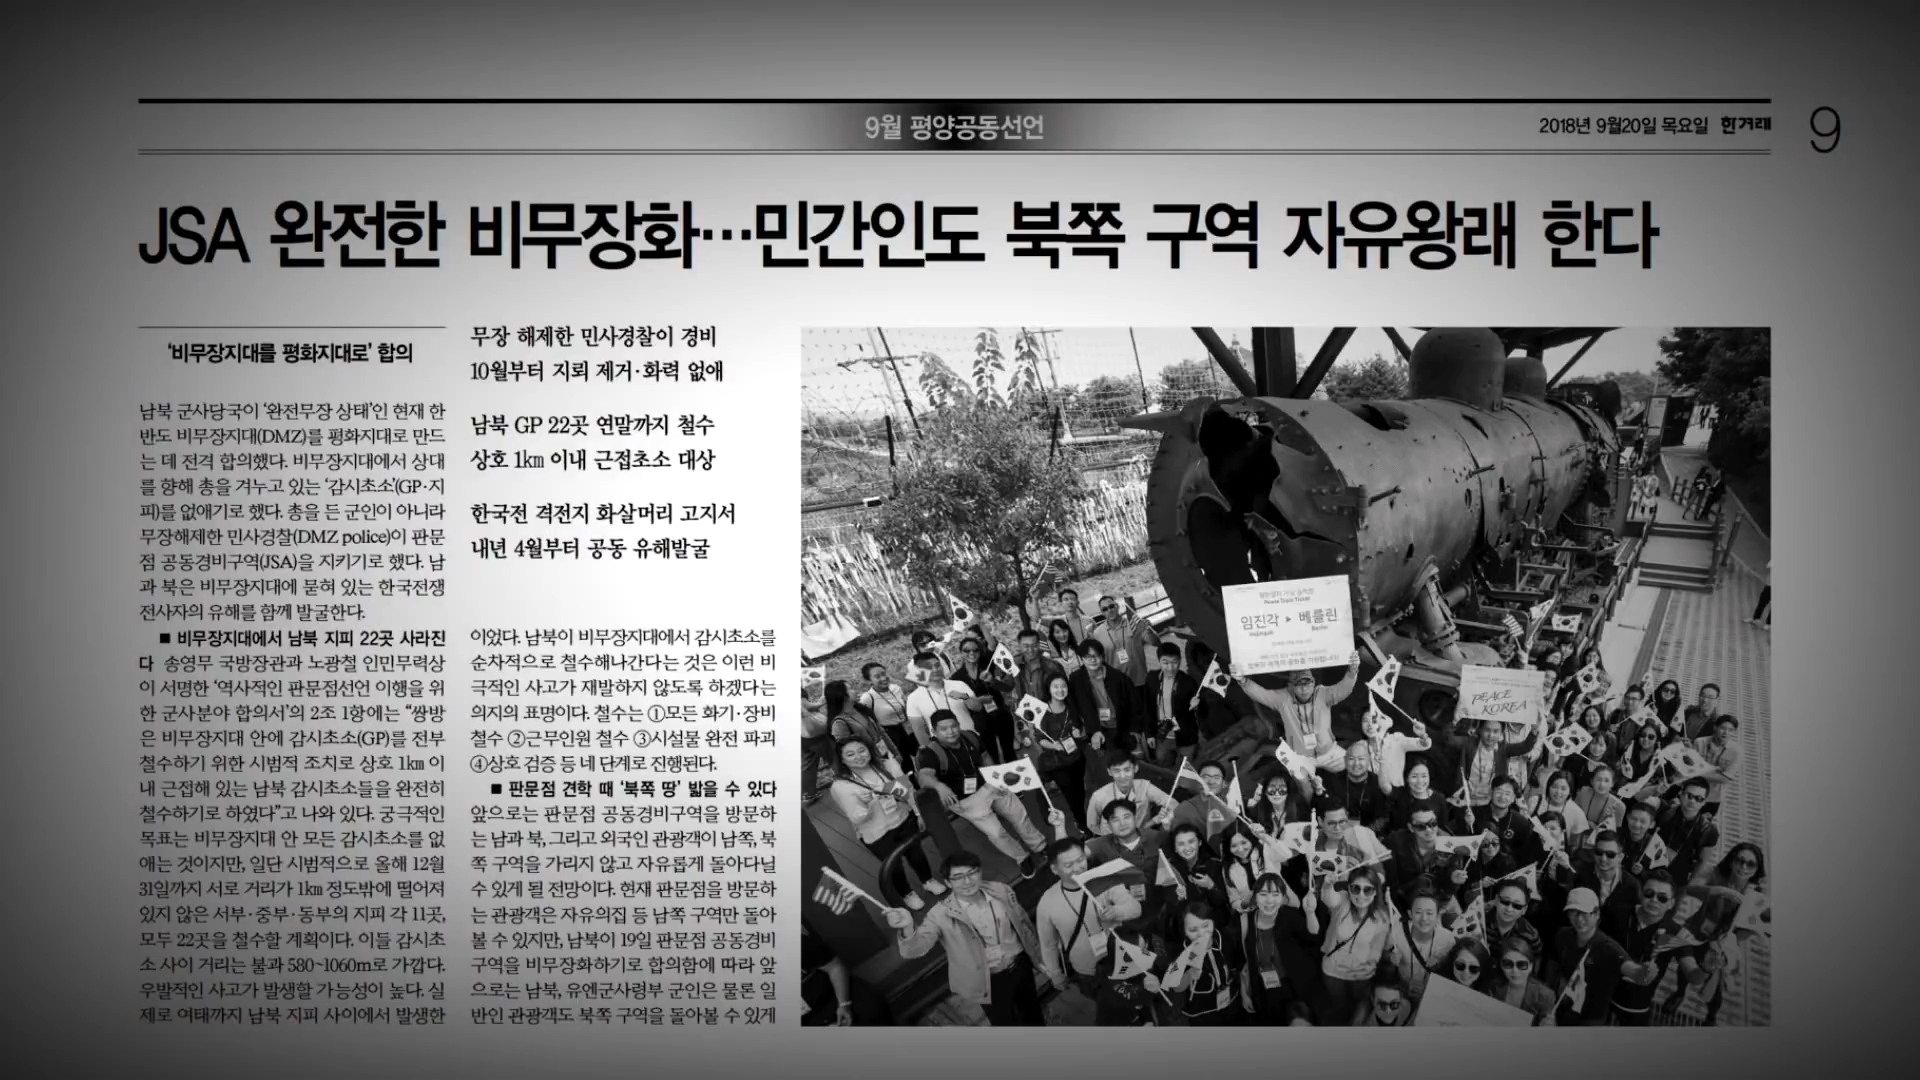 9월 평양공동선언
2018년 9월20일 목요일 한겨레
9
JSA 완전한 비무장화…민간인도 북쪽 구역 자유왕래 한다
‘비무장지대를 평화지대로’ 합의
남북 군사당국이 ‘완전무장 상태’인 현재 한
반도 비무장지대(DMZ)를 평화지대로 만드
는 데 전격 합의했다. 비무장지대에서 상대
를 향해 총을 겨누고 있는 ‘감시초소’(GP·지
피)를 없애기로 했다. 총을 든 군인이 아니라
무장해제한 민사경찰(DMZ police)이 판문
점 공동경비구역(JSA)을 지키기로 했다. 남
과 북은 비무장지대에 묻혀 있는 한국전쟁
전사자의 유해를 함께 발굴한다.
■ 비무장지대에서 남북 지피 22곳 사라진
다 송영무 국방장관과 노광철 인민무력상
이 서명한 ‘역사적인 판문점선언 이행을 위
한 군사분야 합의서’의 2조 1항에는 “쌍방
은 비무장지대 안에 감시초소(GP)를 전부
철수하기 위한 시범적 조치로 상호 1㎞ 이
내 근접해 있는 남북 감시초소들을 완전히
철수하기로 하였다”고 나와 있다. 궁극적인
목표는 비무장지대 안 모든 감시초소를 없
애는 것이지만, 일단 시범적으로 올해 12월
31일까지 서로 거리가 1㎞ 정도밖에 떨어져
있지 않은 서부·중부·동부의 지피 각 11곳,
모두 22곳을 철수할 계획이다. 이들 감시초
소 사이 거리는 불과 580~1060m로 가깝다.
우발적인 사고가 발생할 가능성이 높다. 실
제로 여태까지 남북 지피 사이에서 발생한
무장 해제한 민사경찰이 경비
10월부터 지뢰 제거·화력 없애
남북 GP 22곳 연말까지 철수
상호 1㎞ 이내 근접초소 대상
한국전 격전지 화살머리 고지서
내년 4월부터 공동 유해발굴
이었다. 남북이 비무장지대에서 감시초소를
순차적으로 철수해나간다는 것은 이런 비
극적인 사고가 재발하지 않도록 하겠다는
의지의 표명이다. 철수는 ①모든 화기·장비
철수 ②근무인원 철수 ③시설물 완전 파괴
④상호 검증 등 네 단계로 진행된다.
■ 판문점 견학 때 ‘북쪽 땅’ 밟을 수 있다
앞으로는 판문점 공동경비구역을 방문하
는 남과 북, 그리고 외국인 관광객이 남쪽, 북
쪽 구역을 가리지 않고 자유롭게 돌아다닐
수 있게 될 전망이다. 현재 판문점을 방문하
는 관광객은 자유의집 등 남쪽 구역만 돌아
볼 수 있지만, 남북이 19일 판문점 공동경비
구역을 비무장화하기로 합의함에 따라 앞
으로는 남북, 유엔군사령부 군인은 물론 일
반인 관광객도 북쪽 구역을 돌아볼 수 있게
Peace Train Ticket
임진각 ▶ 베를린
Imjingak Berlin
PEACE
KOREA